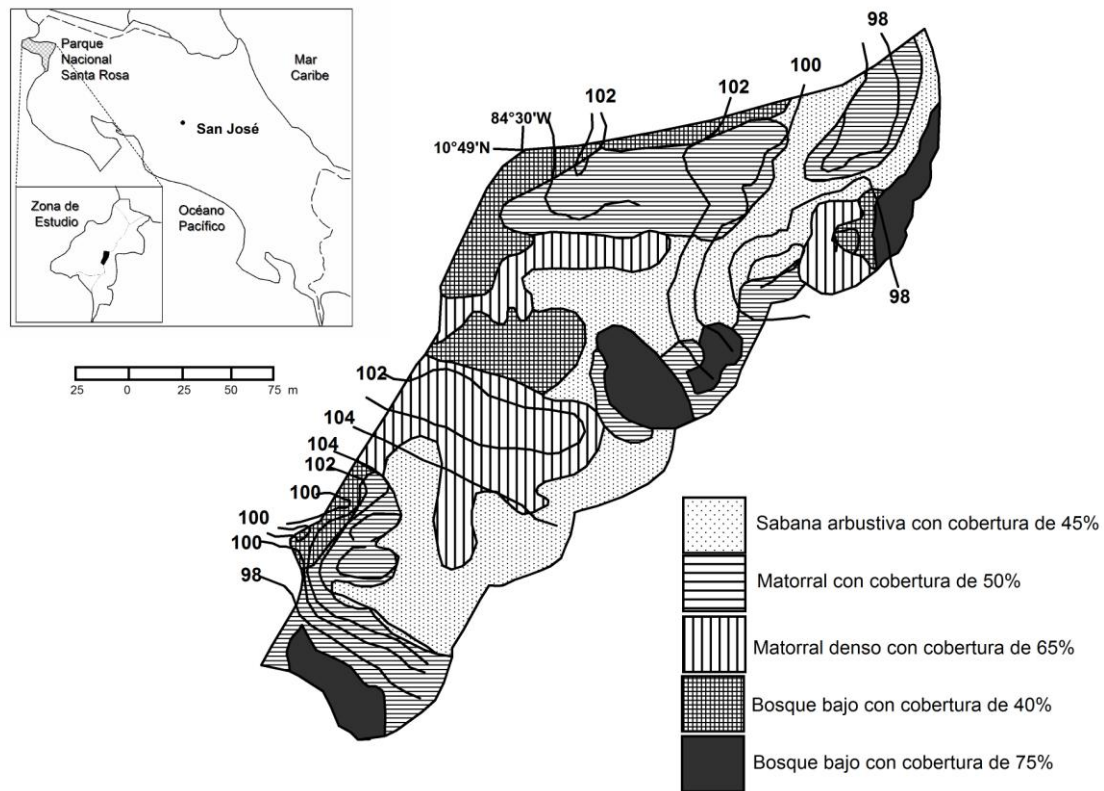 Parque
Nacional
Santa Rosa
Mar
Caribe
San José
Zona de
Estudio
Océano
Pacífico
25 0 25 50 75 m
98
100
102
102
84°30'W
10°49'N
98
102
104
104
102
100
100
100
98
Sabana arbustiva con cobertura de 45%
Matorral con cobertura de 50%
Matorral denso con cobertura de 65%
Bosque bajo con cobertura de 40%
Bosque bajo con cobertura de 75%